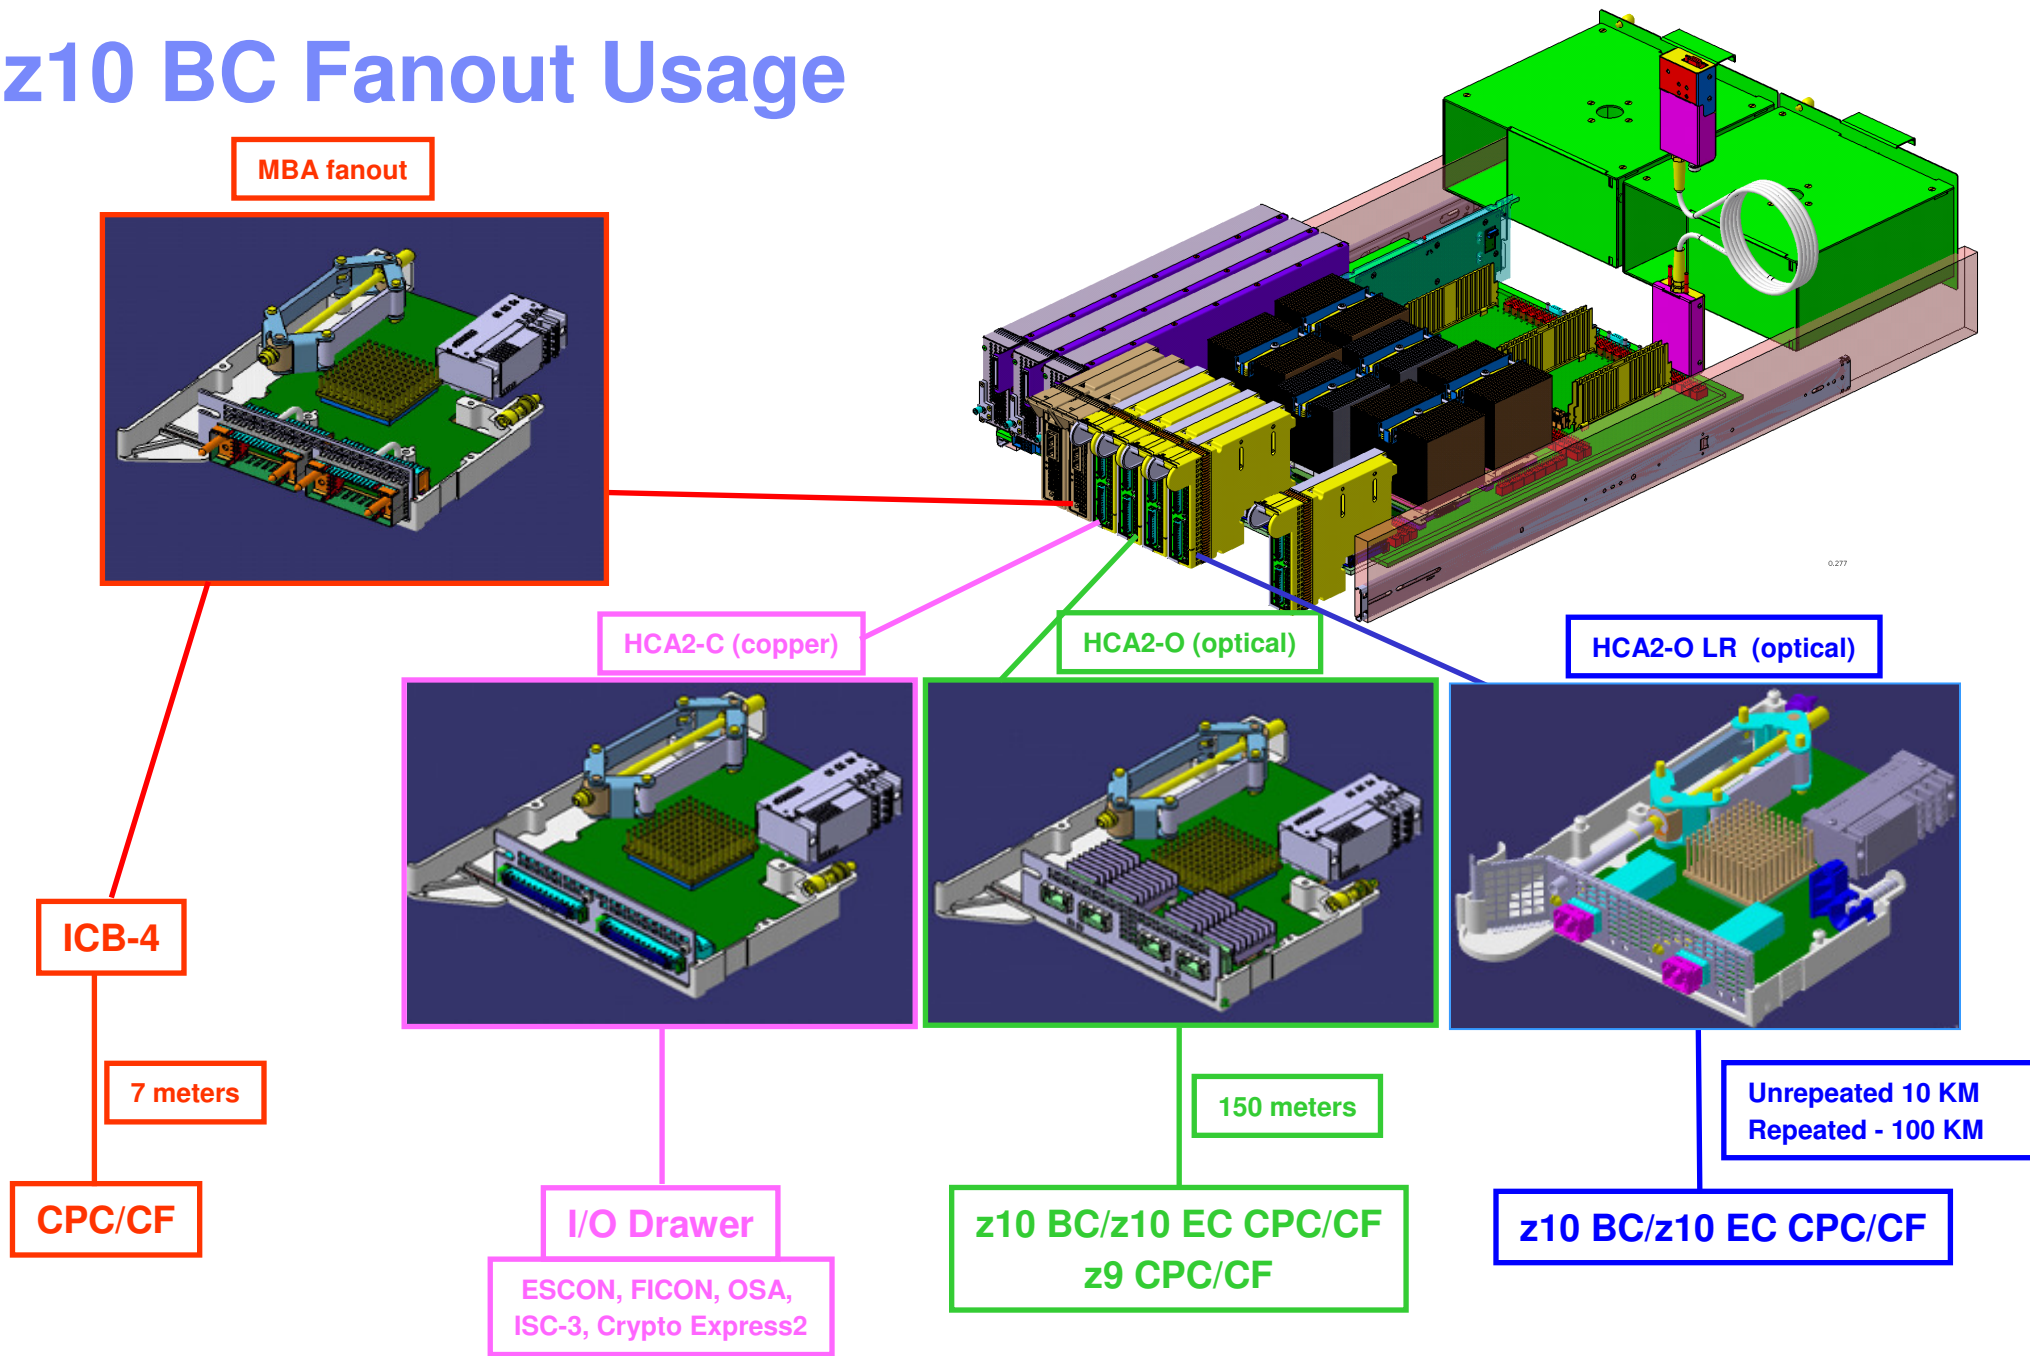 z10 BC Fanout Usage
MBA fanout
0.277
HCA2-C (copper)
HCA2-O (optical)
HCA2-O LR  (optical)
ICB-4
7 meters
150 meters
Unrepeated 10 KM
Repeated - 100 KM
CPC/CF
I/O Drawer
ESCON, FICON, OSA,
ISC-3, Crypto Express2
z10 BC/z10 EC CPC/CF
z9 CPC/CF
z10 BC/z10 EC CPC/CF